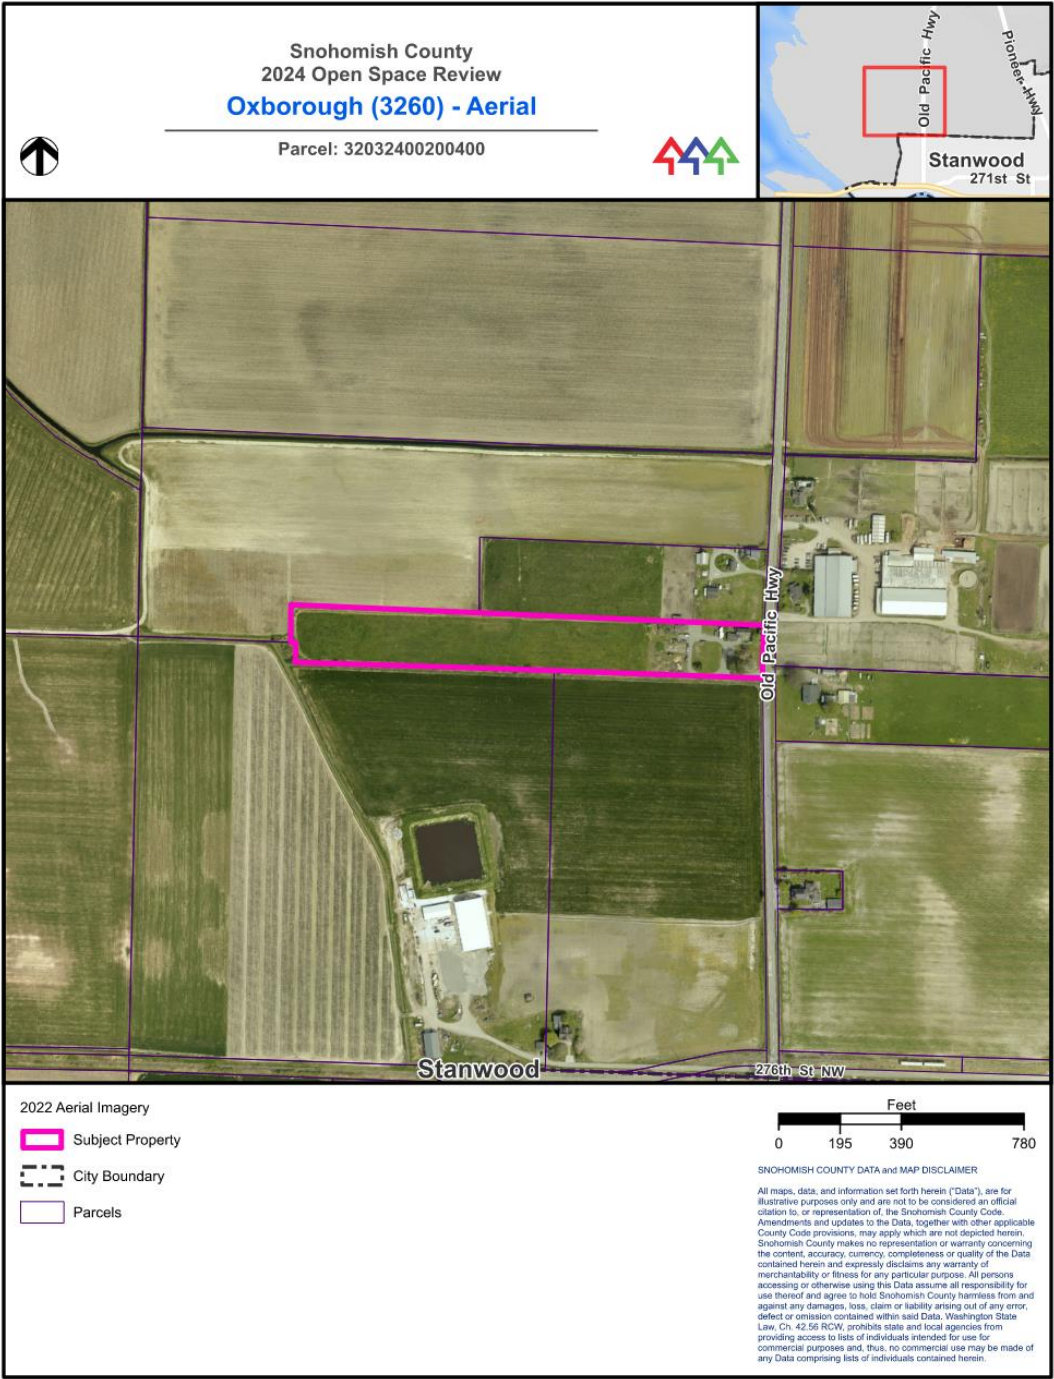 Snohomish County
2024 Open Space Review
Oxborough (3260) - Aerial
Parcel: 32032400200400
Old Pacific Hwy
Pioneer Hwy
Stanwood
271st St
Old Pacific Hwy
Stanwood
276th St NW
2022 Aerial Imagery
Subject Property
City Boundary
Parcels
Feet
0 195 390 780
SNOHOMISH COUNTY DATA and MAP DISCLAIMER
All maps, data, and information set forth herein ("Data"), are for
illustrative purposes only and are not to be considered an official
citation to, or representation of, the Snohomish County Code.
Amendments and updates to the Data, together with other applicable
County Code provisions, may apply which are not depicted herein.
Snohomish County makes no representation or warranty concerning
the content, accuracy, currency, completeness or quality of the Data
contained herein and expressly disclaims any warranty of
merchantability or fitness for any particular purpose. All persons
accessing or otherwise using this Data assume all responsibility for
use thereof and agree to hold Snohomish County harmless from and
against any damages, loss, claim or liability arising out of any error,
defect or omission contained within said Data. Washington State
Law, Ch. 42.56 RCW, prohibits state and local agencies from
providing access to lists of individuals intended for use for
commercial purposes and, thus, no commercial use may be made of
any Data comprising lists of individuals contained herein.